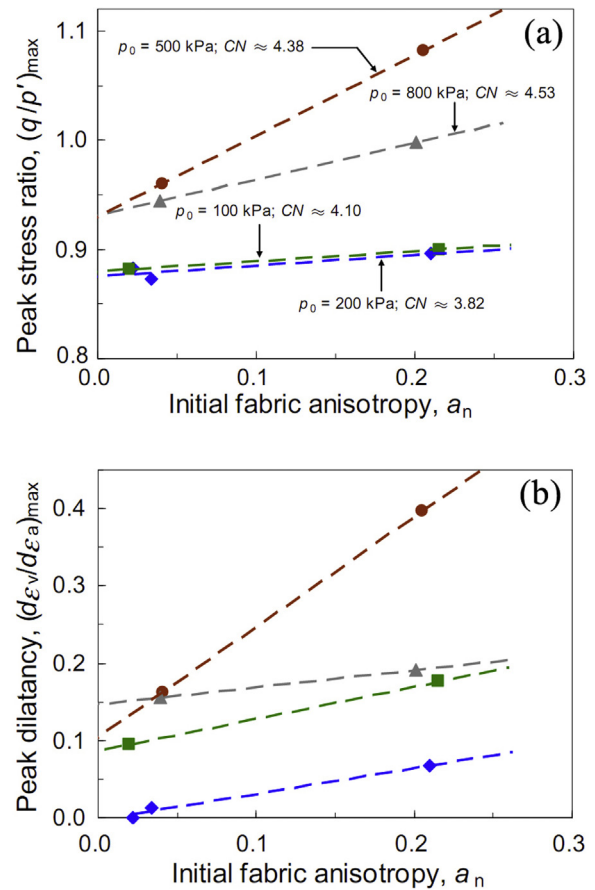 1.1
(a)
p0 = 500 kPa; CN ≈ 4.38
p0 = 800 kPa; CN ≈ 4.53
1.0
p0 = 100 kPa; CN ≈ 4.10
0.9
p0 = 200 kPa; CN ≈ 3.82
0.8
0.0 0.1 0.2 0.3
Peak stress ratio, (q/p′)max
Initial fabric anisotropy, an
(b)
0.4
0.3
0.2
0.1
0.0
0.0 0.1 0.2 0.3
Peak dilatancy, (dεv/dεa)max
Initial fabric anisotropy, an